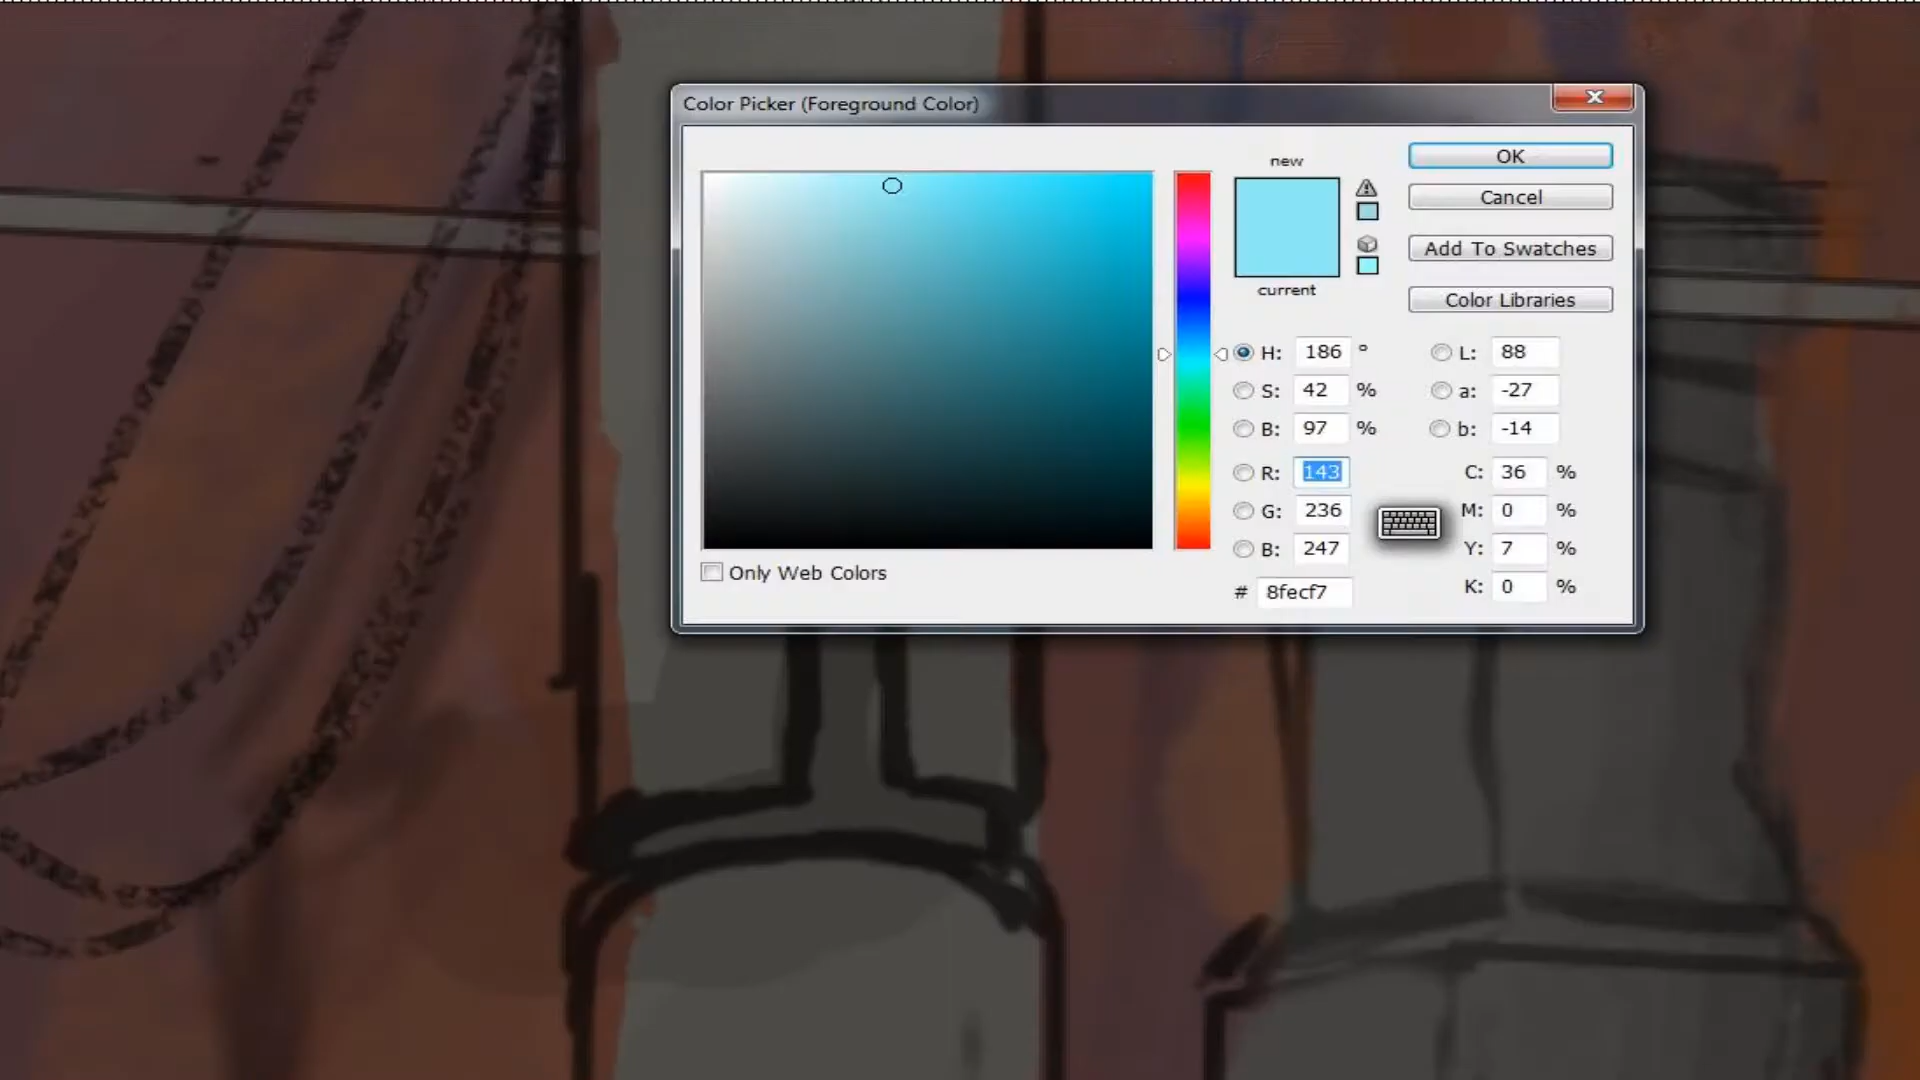 Color Picker (Foreground Color)
new
current
OK
Cancel
Add To Swatches
Color Libraries
H: 186 °
S: 42 %
B: 97 %
R: 143
G: 236
B: 247
# 8fecf7
L: 88
a: -27
b: -14
C: 36 %
M: 0 %
Y: 7 %
K: 0 %
Only Web Colors